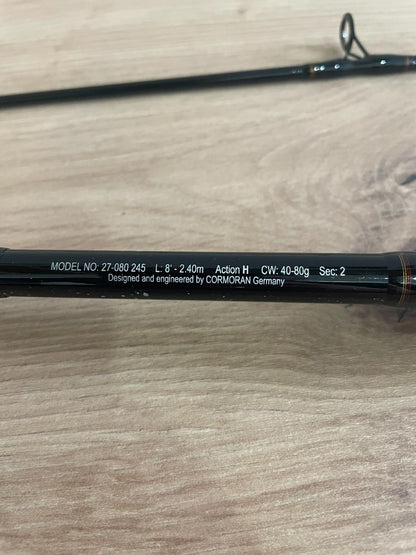 MODEL NO: 27-080 245 L: 8' - 2.40m Action H CW: 40-80g Sec: 2
Designed and engineered by CORMORAN Germany